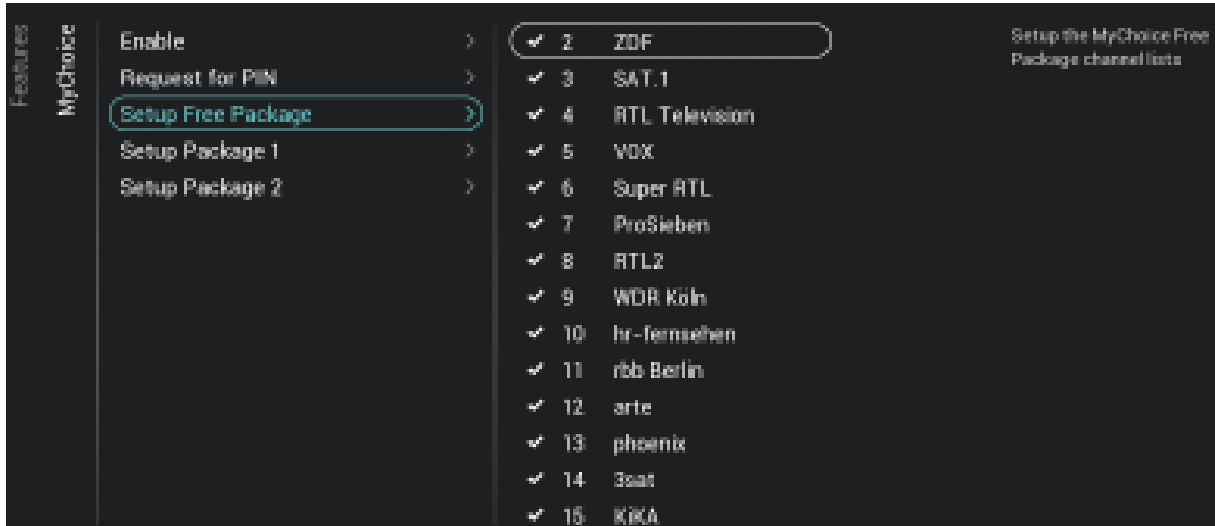 Features
MyChoice
Enable
Request for PIN
Setup Free Package
Setup Package 1
Setup Package 2
2 ZDF
3 SAT.1
4 RTL Television
5 VOX
6 Super RTL
7 ProSieben
8 RTL2
9 WDR Köln
10 hr-fernsehen
11 rbb Berlin
12 arte
13 phoenix
14 3sat
15 KiKA
Setup the MyChoice Free
Package channel lists